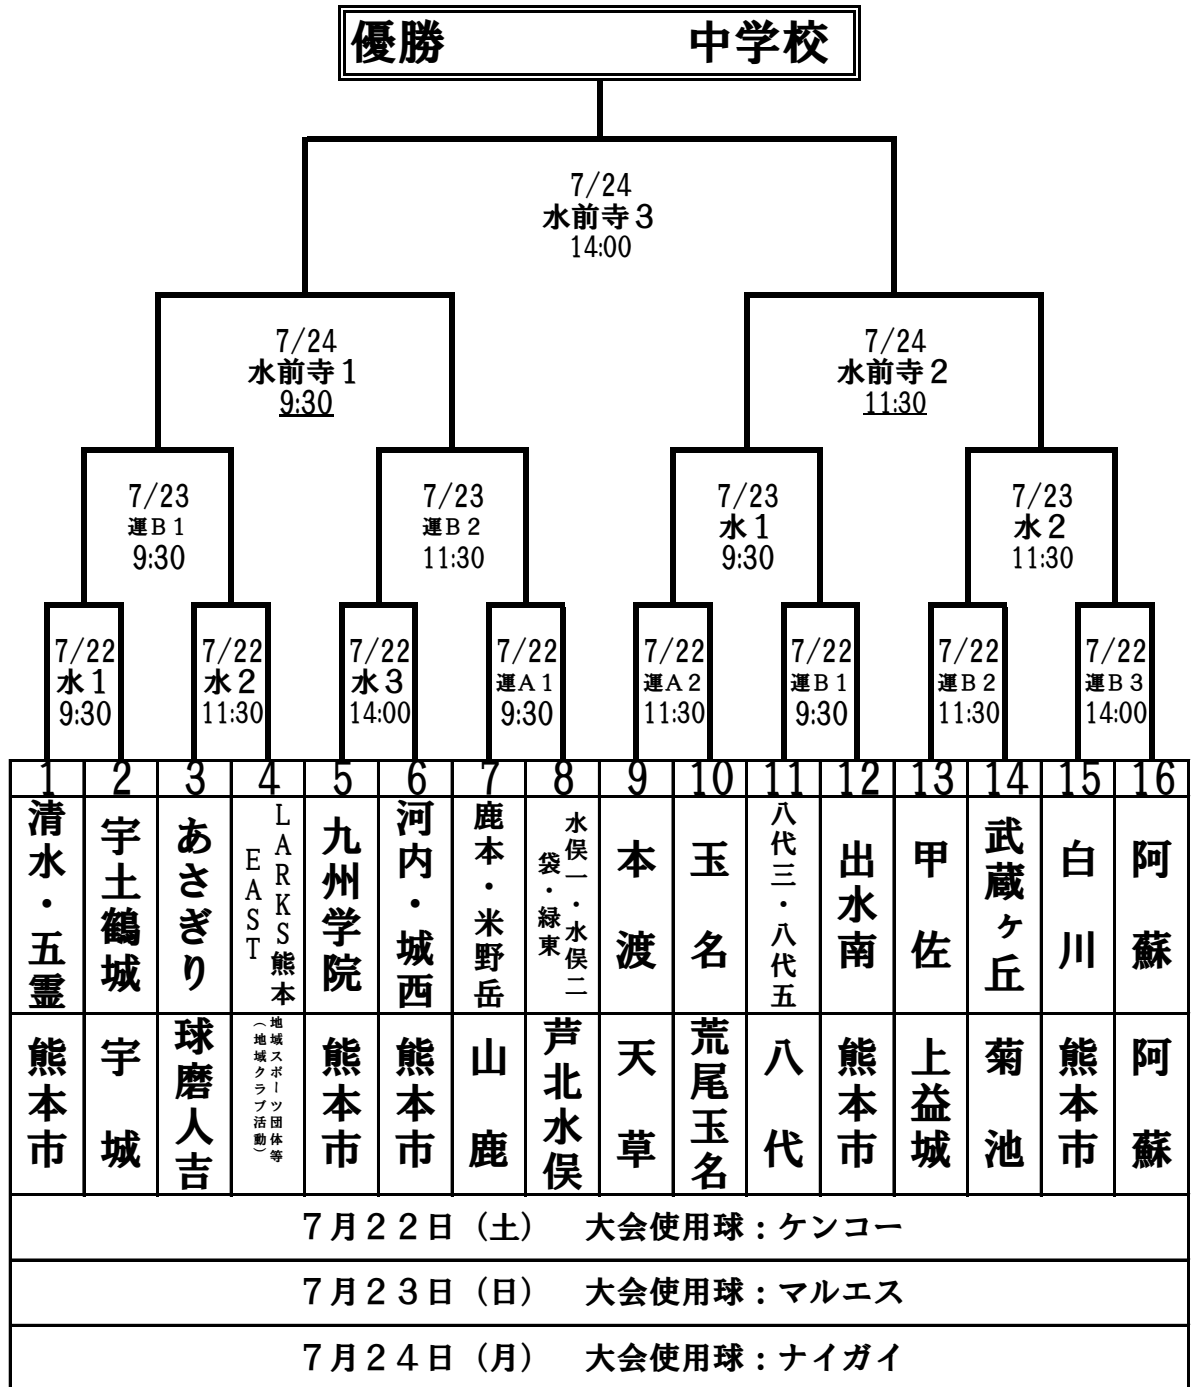 優勝　中学校
7/24
水前寺３
14:00
7/24
水前寺１
9:30
7/24
水前寺２
11:30
7/23
運Ｂ１
9:30
7/23
運Ｂ２
11:30
7/23
水１
9:30
7/23
水２
11:30
7/22
水１
9:30
7/22
水２
11:30
7/22
水３
14:00
7/22
運Ａ１
9:30
7/22
運Ａ２
11:30
7/22
運Ｂ１
9:30
7/22
運Ｂ２
11:30
7/22
運Ｂ３
14:00
1 2 3 4 5 6 7 8 9 10 11 12 13 14 15 16
清水・五霊
宇土鶴城
あさぎり
ＬＡＲＫＳ熊本
ＥＡＳＴ
九州学院
河内・城西
鹿本・米野岳
水俣一・水俣二
袋・緑東
本渡
玉名
八代三・八代五
出水南
甲佐
武蔵ヶ丘
白川
阿蘇
熊本市
宇城
球磨人吉
地域スポーツ団体等
（地域クラブ活動）
熊本市
熊本市
山鹿
芦北水俣
天草
荒尾玉名
八代
熊本市
上益城
菊池
熊本市
阿蘇
７月２２日（土）　大会使用球：ケンコー
７月２３日（日）　大会使用球：マルエス
７月２４日（月）　大会使用球：ナイガイ